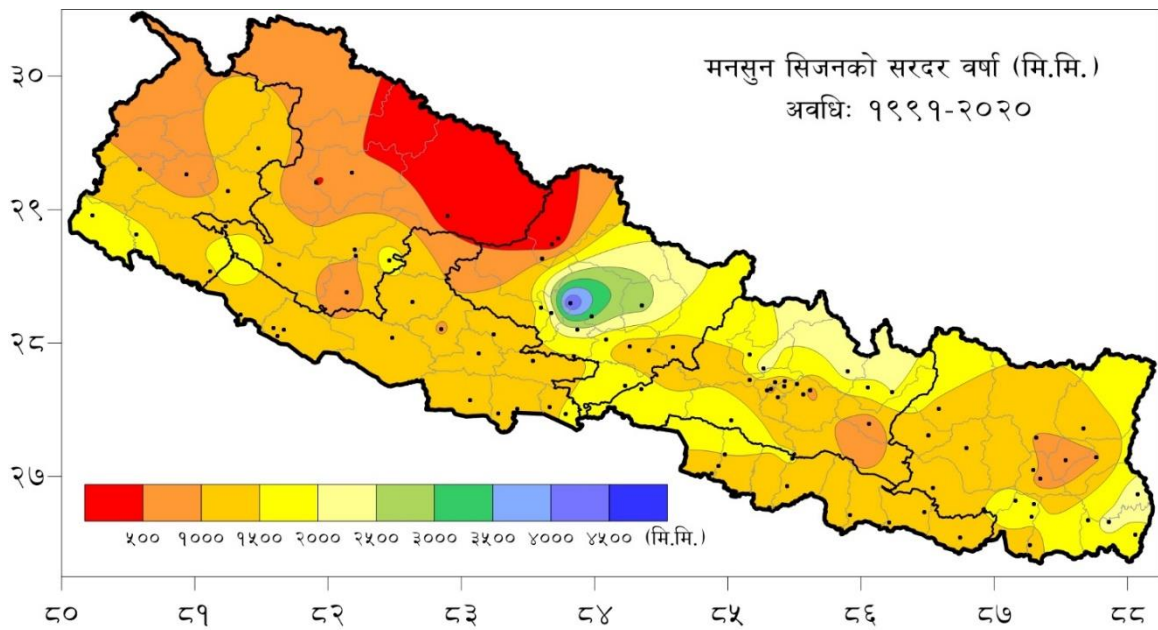 मनसुन सिजनको सरदर वर्षा (मि.मि.)
अवधिः १९९१-२०२०
३०
२९
२८
२७
५०० १००० १५०० २००० २५०० ३००० ३५०० ४००० ४५०० (मि.मि.)
८० ८१ ८२ ८३ ८४ ८५ ८६ ८७ ८८